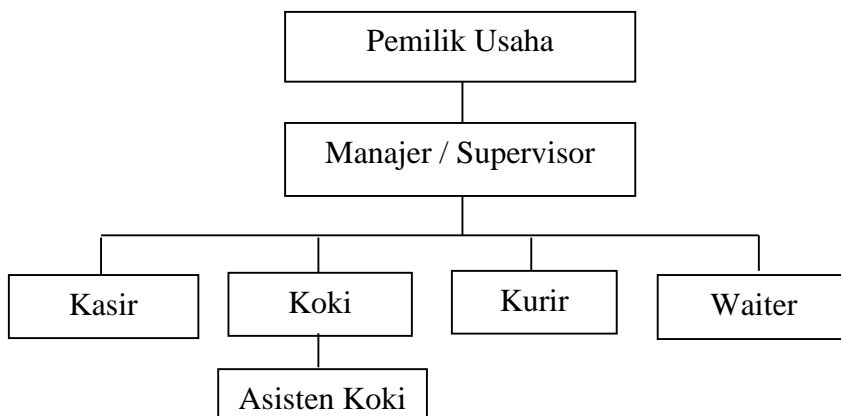 Pemilik Usaha
Manajer / Supervisor
Kasir
Koki
Kurir
Waiter
Asisten Koki